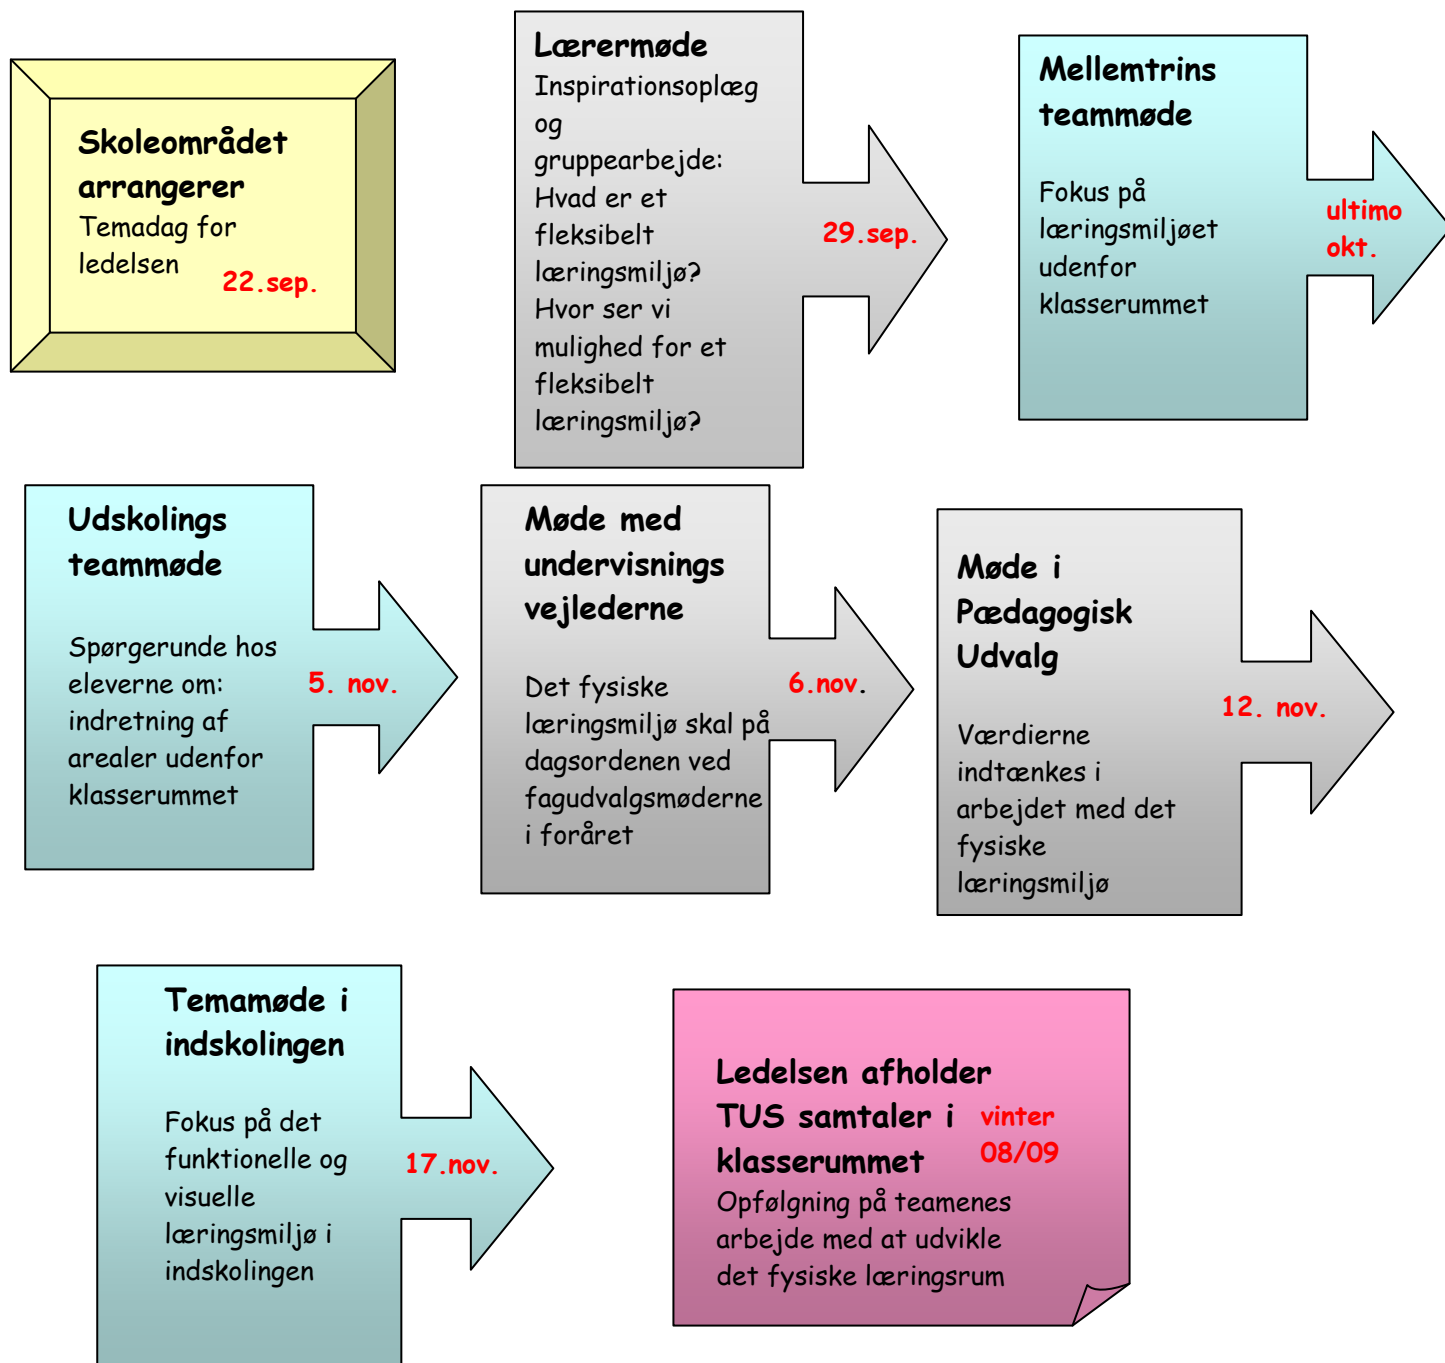 Skoleområdet
arrangerer
Temadag for
ledelsen
22.sep.
Lærermøde
Inspirationsoplæg
og
gruppearbejde:
Hvad er et
fleksibelt
læringsmiljø?
Hvor ser vi
mulighed for et
fleksibelt
læringsmiljø?
29.sep.
Mellemtrins
teammøde
Fokus på
læringsmiljøet
udenfor
klasserummet
ultimo
okt.
Udskolings
teammøde
Spørgerunde hos
eleverne om:
indretning af
arealer udenfor
klasserummet
5. nov.
Møde med
undervisnings
vejlederne
Det fysiske
læringsmiljø skal på
dagsordenen ved
fagudvalgsmøderne
i foråret
6.nov.
Møde i
Pædagogisk
Udvalg
Værdierne
indtænkes i
arbejdet med det
fysiske
læringsmiljø
12. nov.
Temamøde i
indskolingen
Fokus på det
funktionelle og
visuelle
læringsmiljø i
indskolingen
17.nov.
Ledelsen afholder
TUS samtaler i
klasserummet
vinter
08/09
Opfølgning på teamenes
arbejde med at udvikle
det fysiske læringsrum